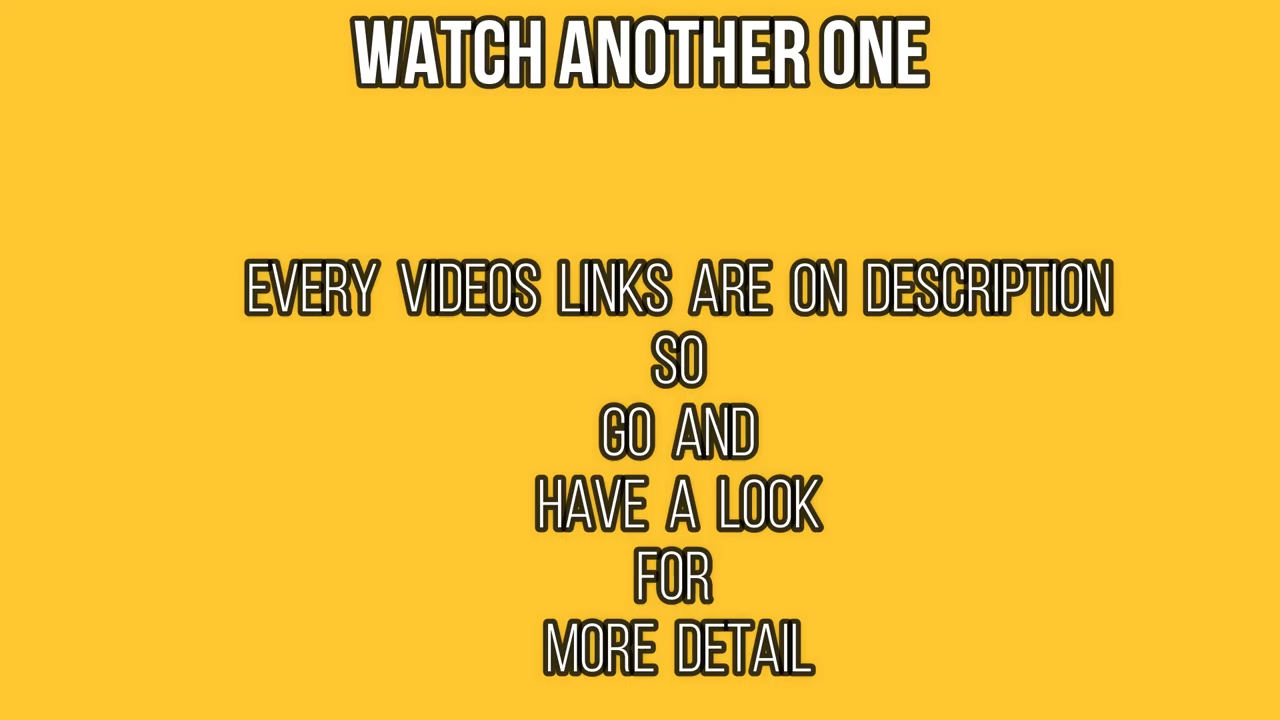 WATCH ANOTHER ONE
EVERY VIDEOS LINKS ARE ON DESCRIPTION
SO
GO AND
HAVE A LOOK
FOR
MORE DETAIL